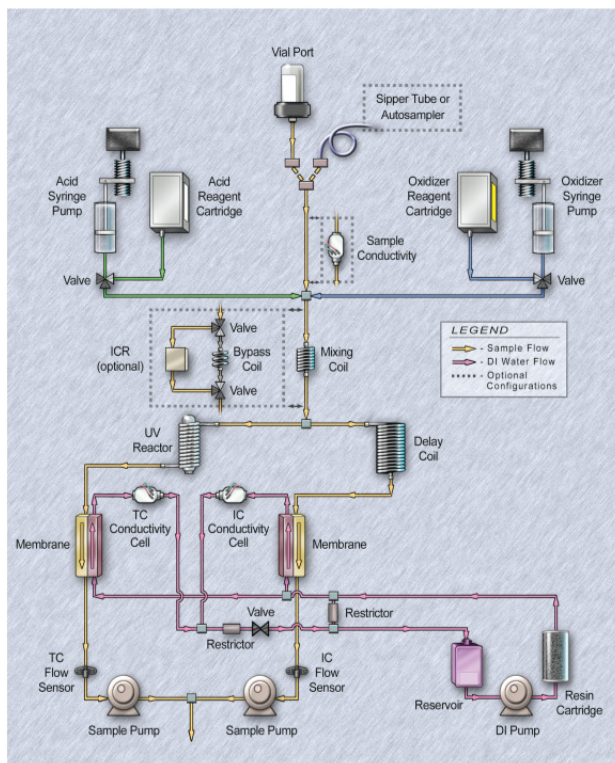 Vial Port
Sipper Tube or
Autosampler
Acid
Syringe
Pump
Acid
Reagent
Cartridge
Oxidizer
Reagent
Cartridge
Oxidizer
Syringe
Pump
Sample
Conductivity
Valve
Valve
Valve
ICR
(optional)
Bypass
Coil
Valve
Mixing
Coil
LEGEND
- Sample Flow
- DI Water Flow
- Optional
Configurations
UV
Reactor
Delay
Coil
TC
Conductivity
Cell
IC
Conductivity
Cell
Membrane
Membrane
Valve
Restrictor
Restrictor
TC
Flow
Sensor
IC
Flow
Sensor
Reservoir
Resin
Cartridge
Sample Pump
Sample Pump
DI Pump